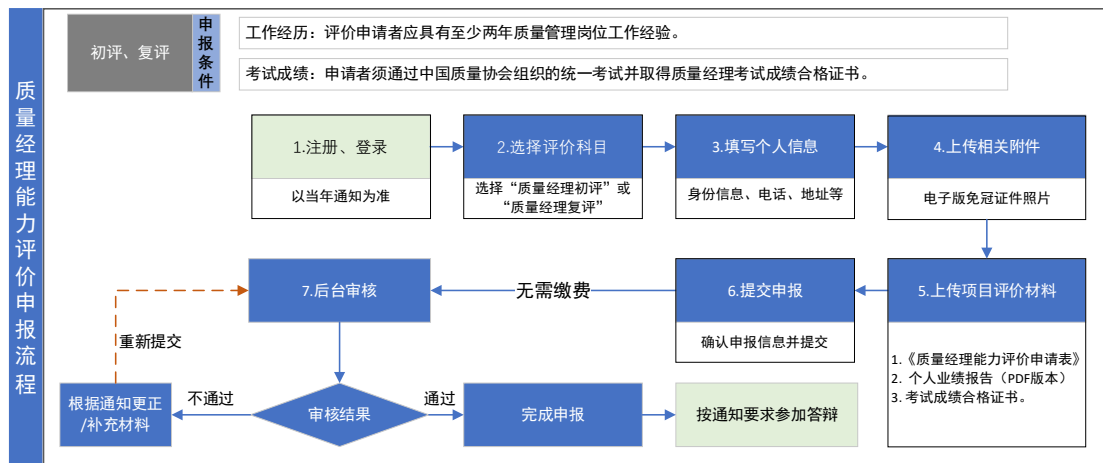 质量经理能力评价申报流程
初评、复评
申报条件
工作经历：评价申请者应具有至少两年质量管理岗位工作经验。
考试成绩：申请者须通过中国质量协会组织的统一考试并取得质量经理考试成绩合格证书。
1.注册、登录
以当年通知为准
2.选择评价科目
选择“质量经理初评”或
“质量经理复评”
3.填写个人信息
身份信息、电话、地址等
4.上传相关附件
电子版免冠证件照片
5.上传项目评价材料
1.《质量经理能力评价申请表》
2. 个人业绩报告（PDF版本）
3. 考试成绩合格证书。
6.提交申报
确认申报信息并提交
无需缴费
7.后台审核
重新提交
审核结果
不通过
根据通知更正
/补充材料
通过
完成申报
按通知要求参加答辩